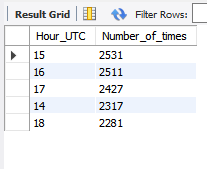 Result Grid Filter Rows:
Hour_UTC Number_of_times
15 2531
16 2511
17 2427
14 2317
18 2281